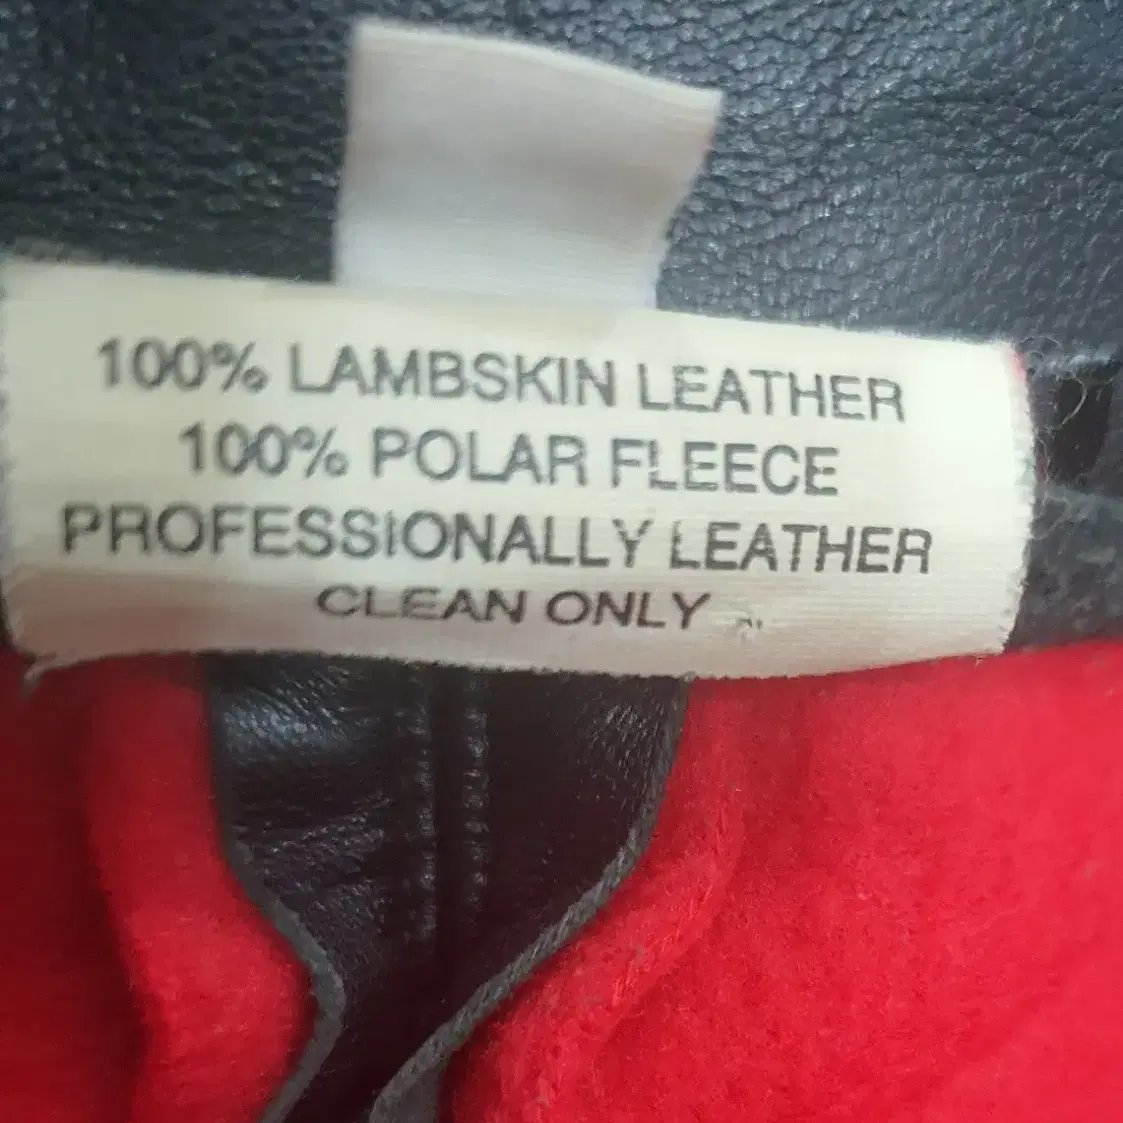 100% LAMBSKIN LEATHER
100% POLAR FLEECE
PROFESSIONALLY LEATHER
CLEAN ONLY